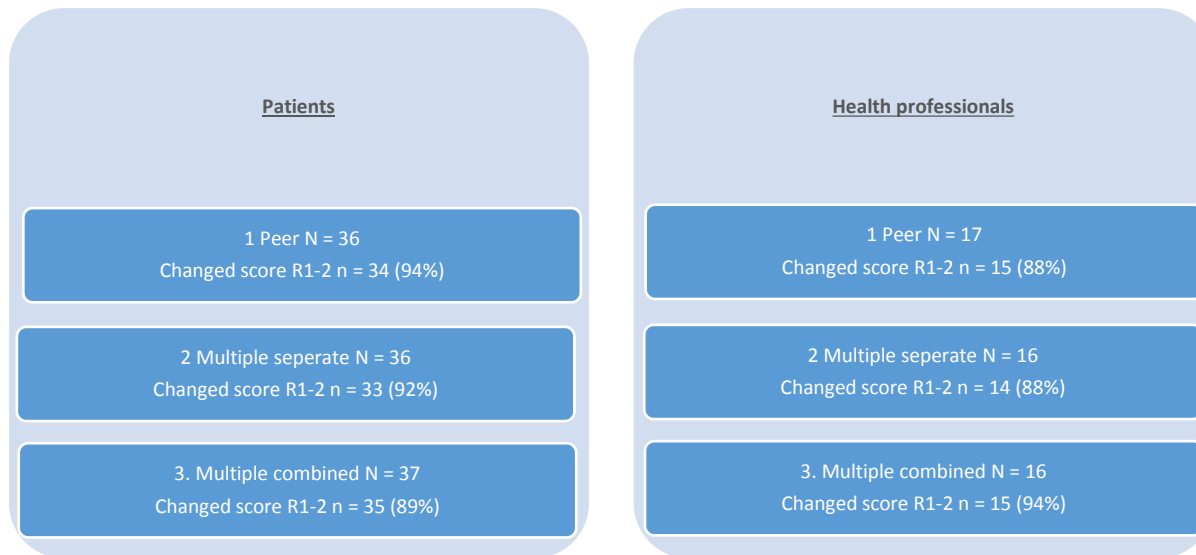 Patients
1 Peer N = 36
Changed score R1-2 n = 34 (94%)
2 Multiple seperate N = 36
Changed score R1-2 n = 33 (92%)
3. Multiple combined N = 37
Changed score R1-2 n = 35 (89%)
Health professionals
1 Peer N = 17
Changed score R1-2 n = 15 (88%)
2 Multiple seperate N = 16
Changed score R1-2 n = 14 (88%)
3. Multiple combined N = 16
Changed score R1-2 n = 15 (94%)